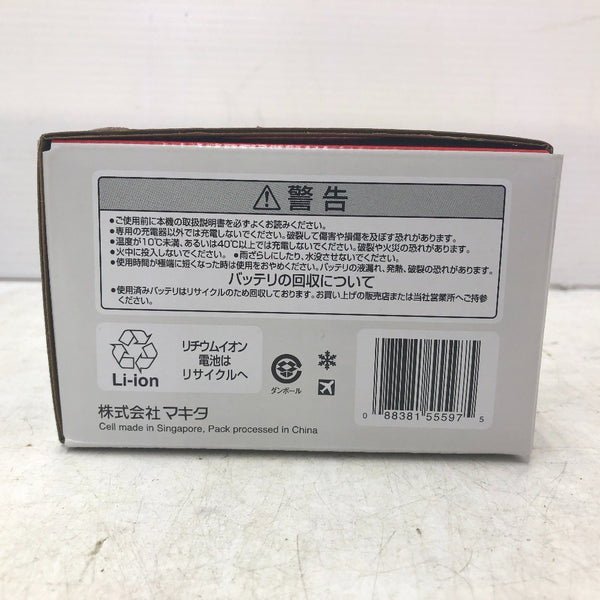 警告
●ご使用前に本機の取扱説明書を必ずよくお読みください。
●専用の充電器以外では充電しないでください。破裂して傷害や損傷を及ぼす恐れがあります。
●温度が10℃未満、あるいは40℃以上では充電しないでください。破裂や火災の恐れがあります。
●火中に投入しないでください。 ●雨ざらしにしたり、水没させないでください。
●使用時間が極端に短くなった時は使用をおやめください。バッテリの液漏れ、発熱、破裂の恐れがあります。
バッテリの回収について
●使用済みバッテリはリサイクルのため回収しております。お買い上げの販売店または当社営業所へご持参
ください。
Li-ion
リチウムイオン
電池は
リサイクルへ
ダンボール
0 88381 55597 5
株式会社マキタ
Cell made in Singapore, Pack processed in China